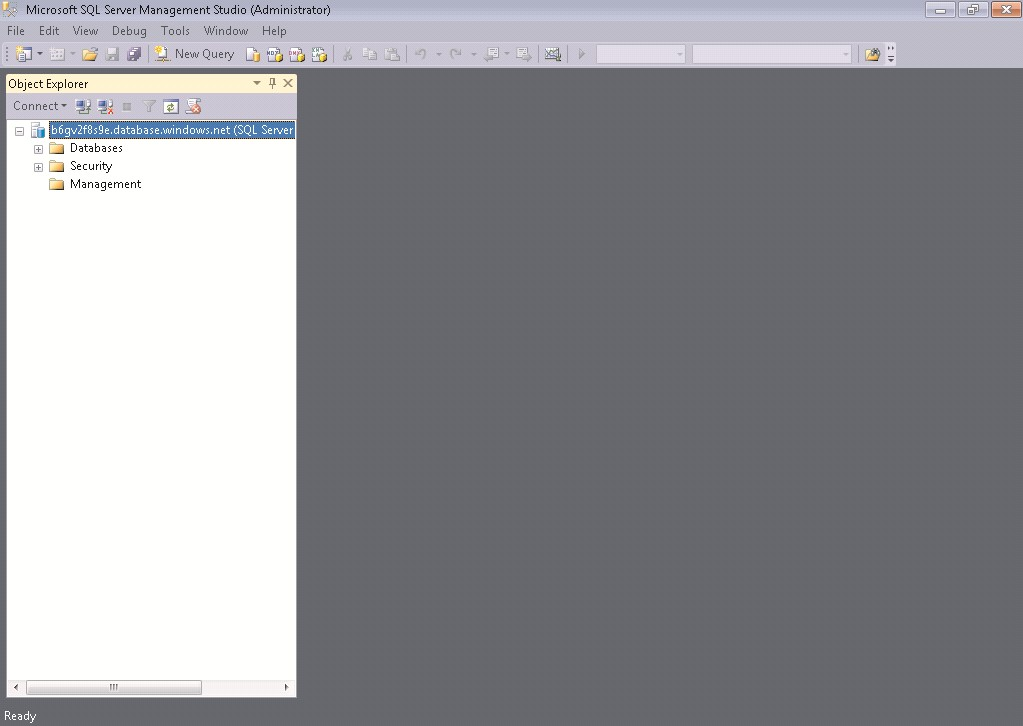 Microsoft SQL Server Management Studio (Administrator)
File Edit View Debug Tools Window Help
New Query
Object Explorer
Connect
b6gv2f8s9e.database.windows.net (SQL Server
Databases
Security
Management
Ready